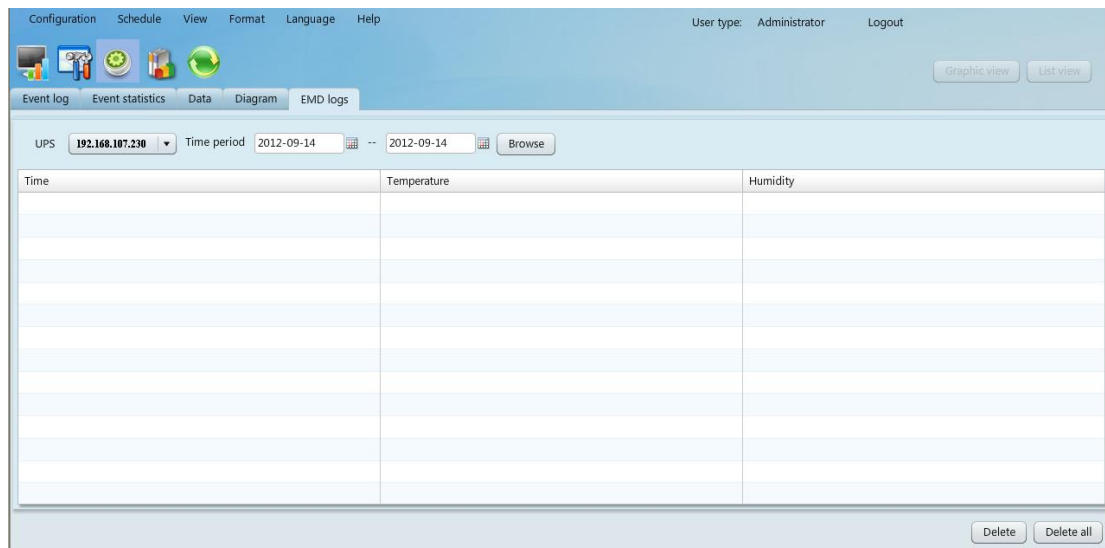 Configuration Schedule View Format Language Help User type: Administrator Logout
Graphic view List view
Event log Event statistics Data Diagram EMD logs
UPS 192.168.107.230 Time period 2012-09-14 -- 2012-09-14 Browse
Time Temperature Humidity
Delete Delete all